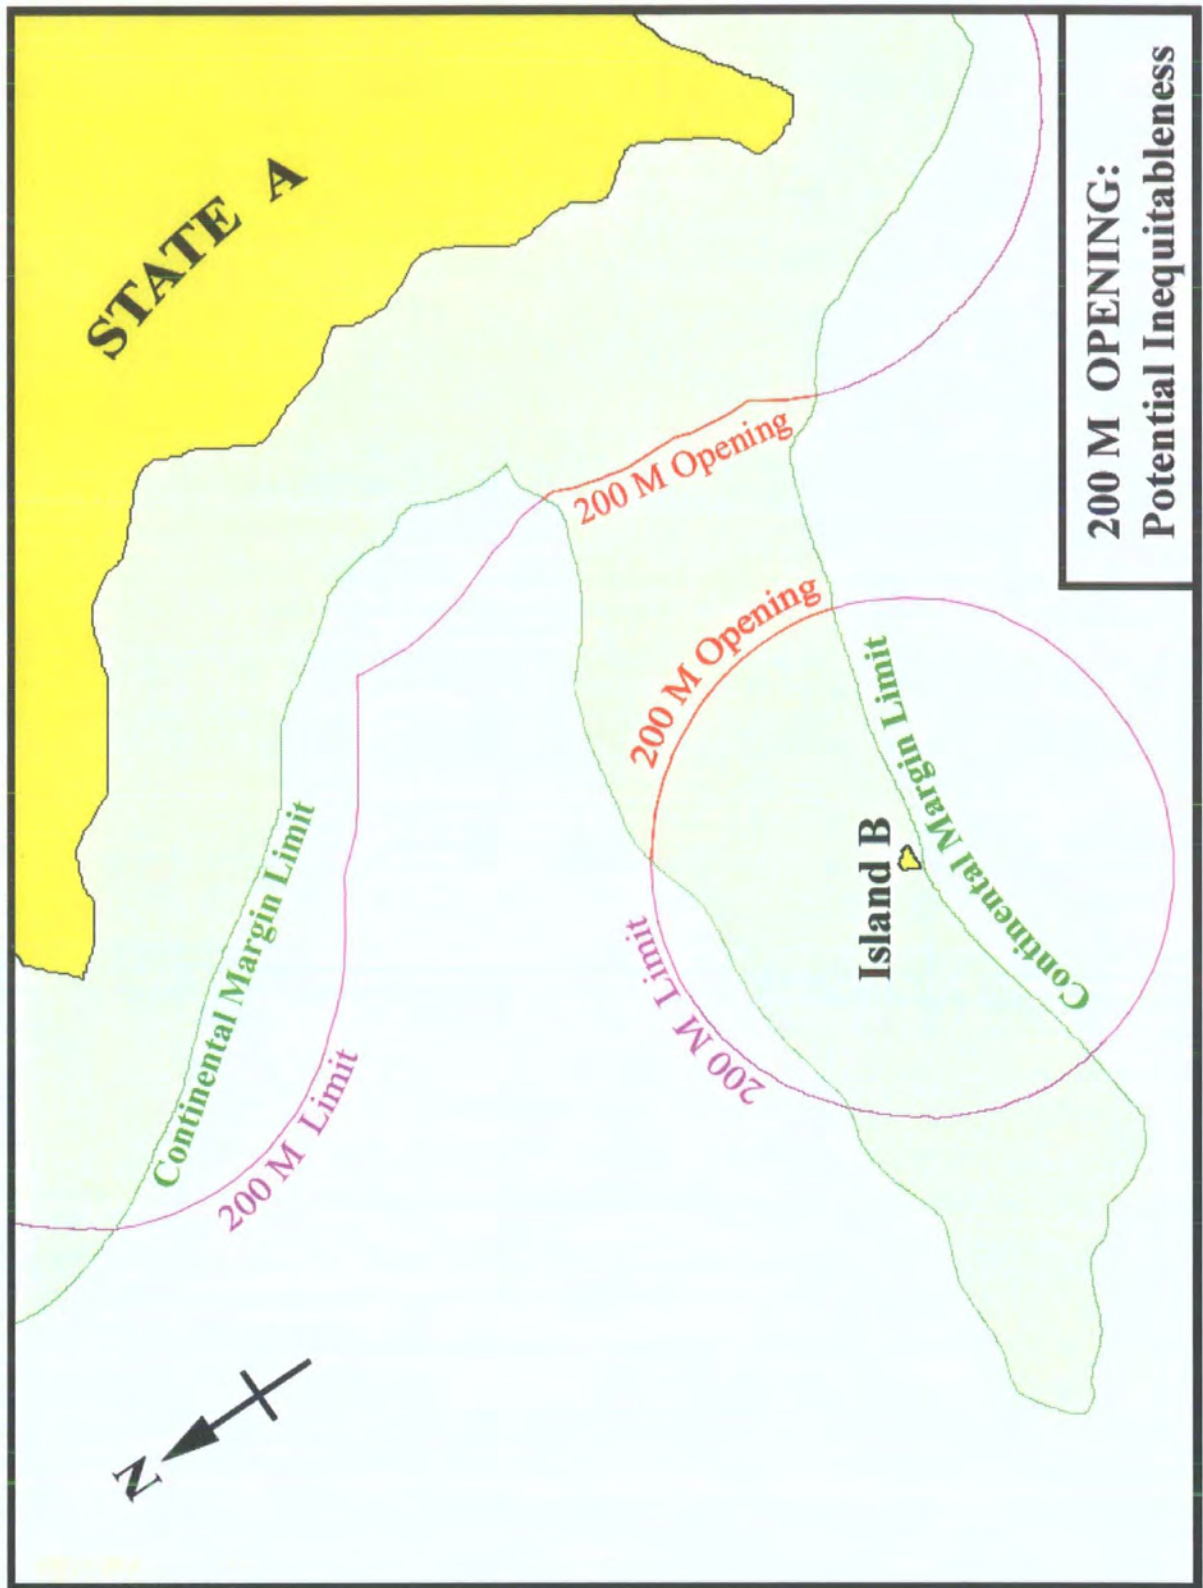 200 M OPENING:
Potential Inequitableness
STATE A
200 M Opening
200 M Opening
Continental Margin Limit
Island B
200 M Limit
Continental Margin Limit
200 M Limit
N